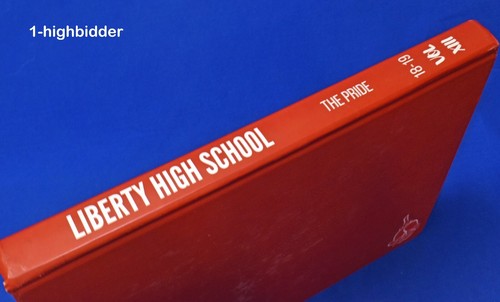 1-highbidder
LIBERTY HIGH SCHOOL
THE PRIDE
18-19
Vol.
XIII